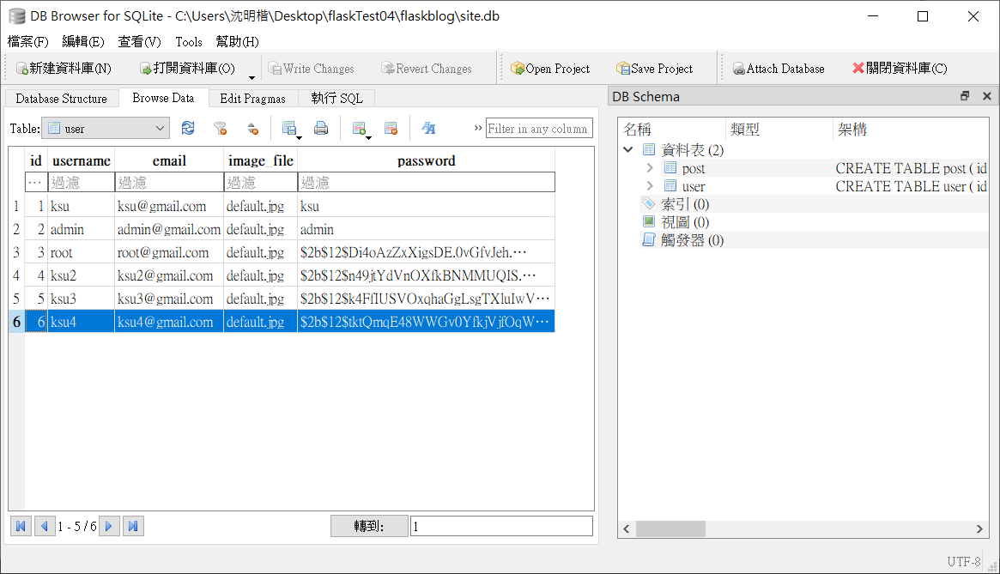 DB Browser for SQLite - C:\Users\沈明楷\Desktop\flaskTest04\flaskblog\site.db
檔案(F) 編輯(E) 查看(V) Tools 幫助(H)
新建資料庫(N) 打開資料庫(O) Write Changes Revert Changes Open Project Save Project Attach Database 關閉資料庫(C)
Database Structure Browse Data Edit Pragmas 執行 SQL
Table: user Filter in any column
id username email image_file password
... 過濾 過濾 過濾 過濾
1 1 ksu ksu@gmail.com default.jpg ksu
2 2 admin admin@gmail.com default.jpg admin
3 3 root root@gmail.com default.jpg $2b$12$Di4oAzZxXigsDE.0vGfvJeh.…
4 4 ksu2 ksu2@gmail.com default.jpg $2b$12$n49jtYdVnOXfkBNMMUQIS.…
5 5 ksu3 ksu3@gmail.com default.jpg $2b$12$k4FfIUSVOxqhaGgLsgTXluIwV…
6 6 ksu4 ksu4@gmail.com default.jpg $2b$12$tktQmqE48WWGv0YfkjVjfOqW…
1 - 5 / 6 轉到: 1
DB Schema
名稱 類型 架構
資料表 (2)
post CREATE TABLE post ( id
user CREATE TABLE user ( id
索引 (0)
視圖 (0)
觸發器 (0)
UTF-8